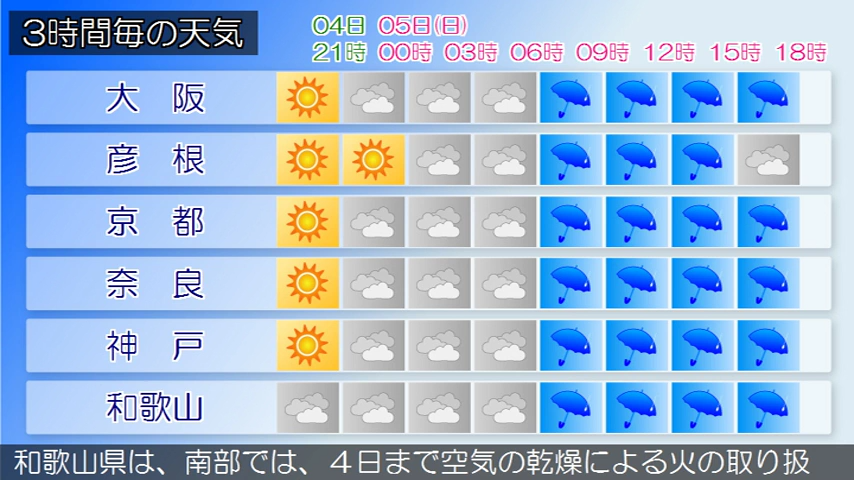 3時間毎の天気
04日 05日(日)
21時 00時 03時 06時 09時 12時 15時 18時
大阪
彦根
京都
奈良
神戸
和歌山
和歌山県は、南部では、４日まで空気の乾燥による火の取り扱